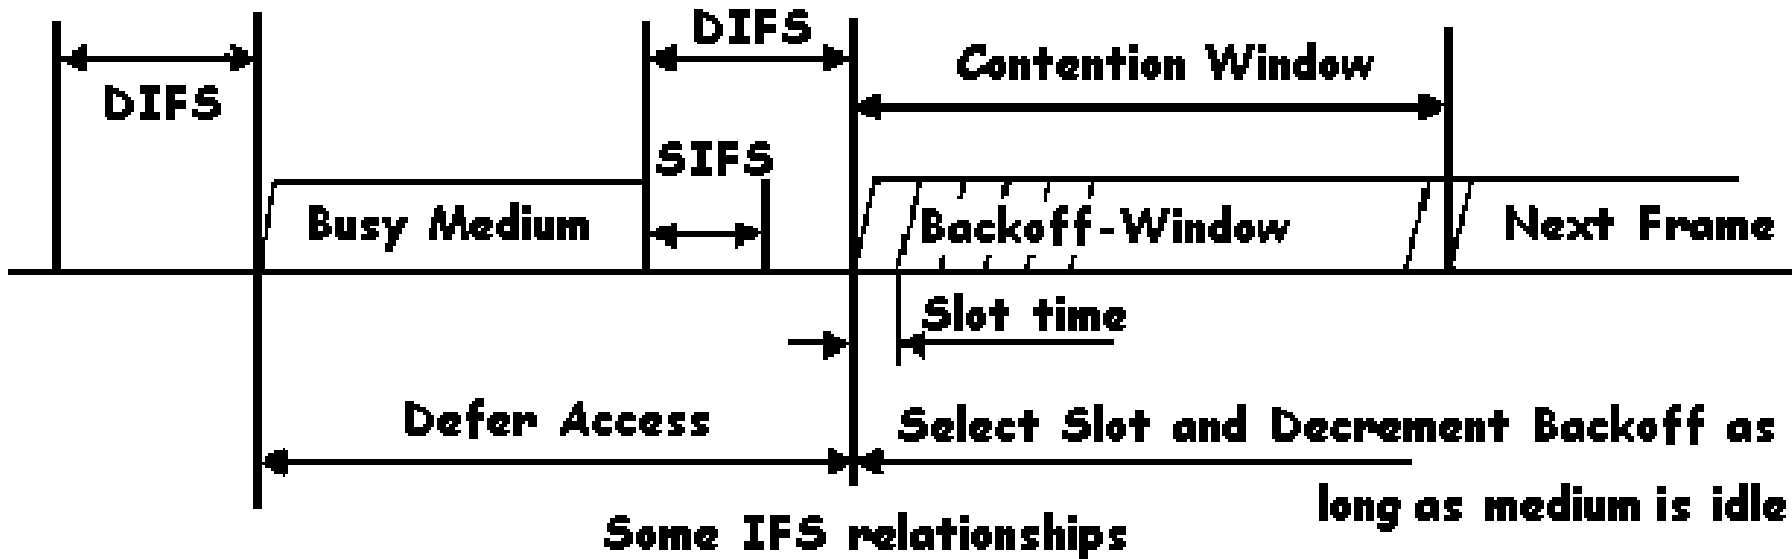 DIFS
DIFS
Contention Window
SIFS
Busy Medium
Backoff-Window
Next Frame
Slot time
Defer Access
Select Slot and Decrement Backoff as
long as medium is idle
Some IFS relationships